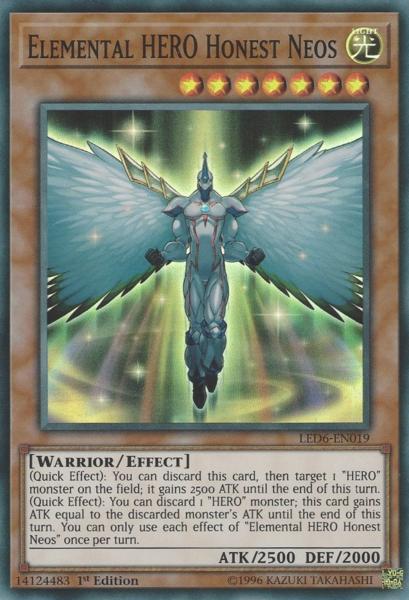 Elemental HERO Honest Neos
LIGHT
光
LED6-EN019
[Warrior/Effect]
(Quick Effect): You can discard this card, then target 1 "HERO"
monster on the field; it gains 2500 ATK until the end of this turn.
(Quick Effect): You can discard 1 "HERO" monster; this card gains
ATK equal to the discarded monster's ATK until the end of this
turn. You can only use each effect of "Elemental HERO Honest
Neos" once per turn.
ATK/2500 DEF/2000
14124483 1st Edition ©1996 KAZUKI TAKAHASHI